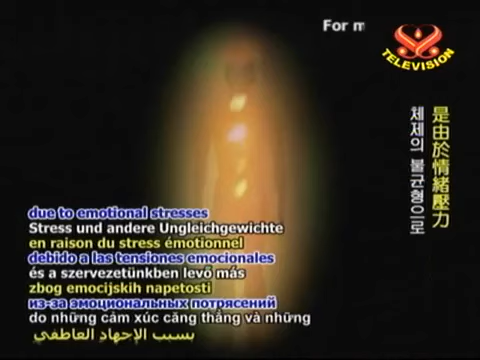 For m
TELEVISION
是由於情緒壓力
체제의 불균형으로
due to emotional stresses
Stress und andere Ungleichgewichte
en raison du stress émotionnel
debido a las tensiones emocionales
és a szervezetünkben levő más
zbog emocijskih napetosti
из-за эмоциональных потрясений
do những cảm xúc căng thẳng và những
بسبب الإجهاد العاطفي